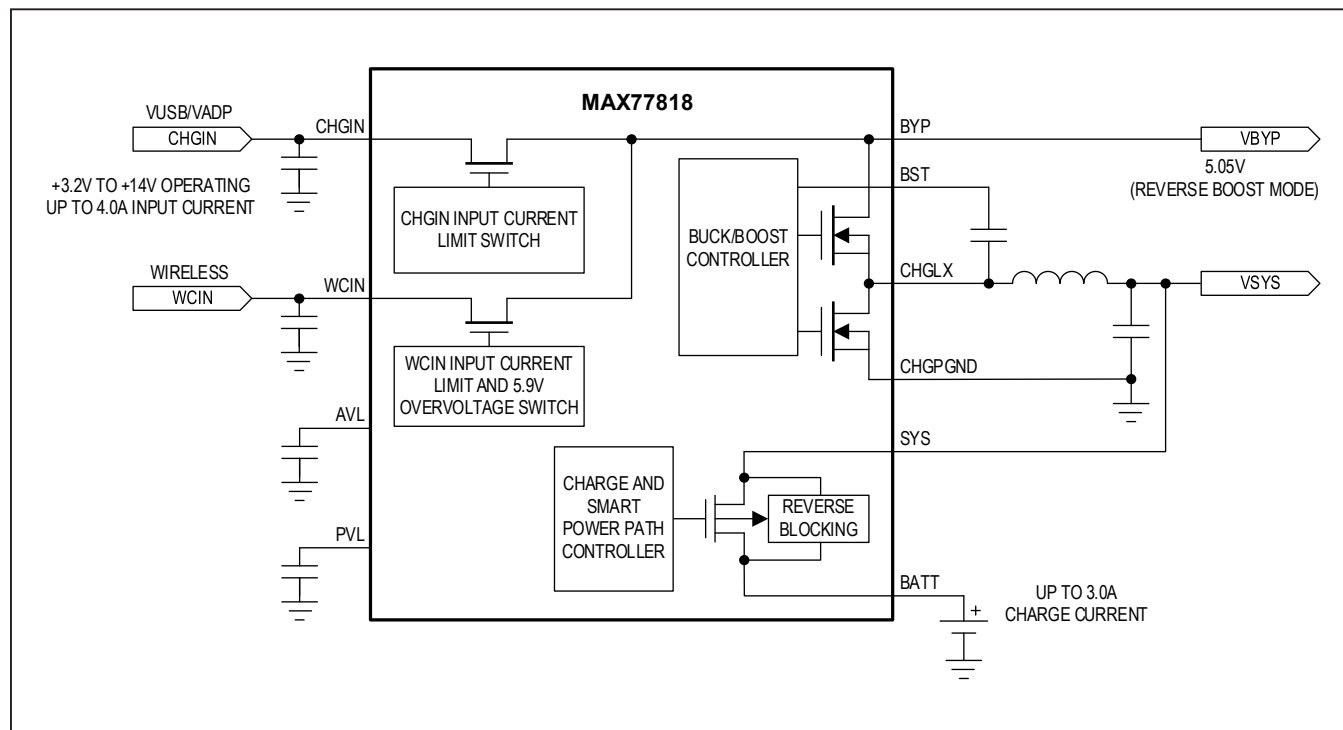 MAX77818
VUSB/VADP
CHGIN
CHGIN
+3.2V TO +14V OPERATING
UP TO 4.0A INPUT CURRENT
CHGIN INPUT CURRENT
LIMIT SWITCH
WIRELESS
WCIN
WCIN
WCIN INPUT CURRENT
LIMIT AND 5.9V
OVERVOLTAGE SWITCH
AVL
PVL
BUCK/BOOST
CONTROLLER
BYP
VBYP
5.05V
(REVERSE BOOST MODE)
BST
CHGLX
VSYS
CHGPGND
SYS
CHARGE AND
SMART
POWER PATH
CONTROLLER
REVERSE
BLOCKING
BATT
+
UP TO 3.0A
CHARGE CURRENT